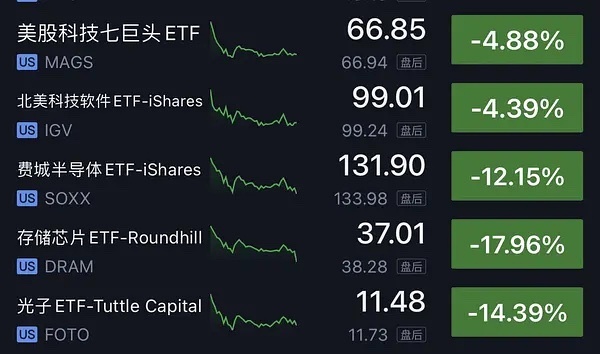 美股科技七巨头 ETF 66.85 -4.88%
US MAGS 66.94 盘后
北美科技软件 ETF-iShares 99.01 -4.39%
US IGV 99.24 盘后
费城半导体 ETF-iShares 131.90 -12.15%
US SOXX 133.98 盘后
存储芯片 ETF-Roundhill 37.01 -17.96%
US DRAM 38.28 盘后
光子 ETF-Tuttle Capital 11.48 -14.39%
US FOTO 11.73 盘后